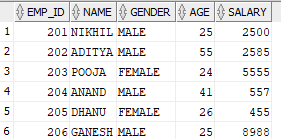 EMP_ID NAME GENDER AGE SALARY
1 201 NIKHIL MALE 25 2500
2 202 ADITYA MALE 55 2585
3 203 POOJA FEMALE 24 5555
4 204 ANAND MALE 41 557
5 205 DHANU FEMALE 26 455
6 206 GANESH MALE 25 8988